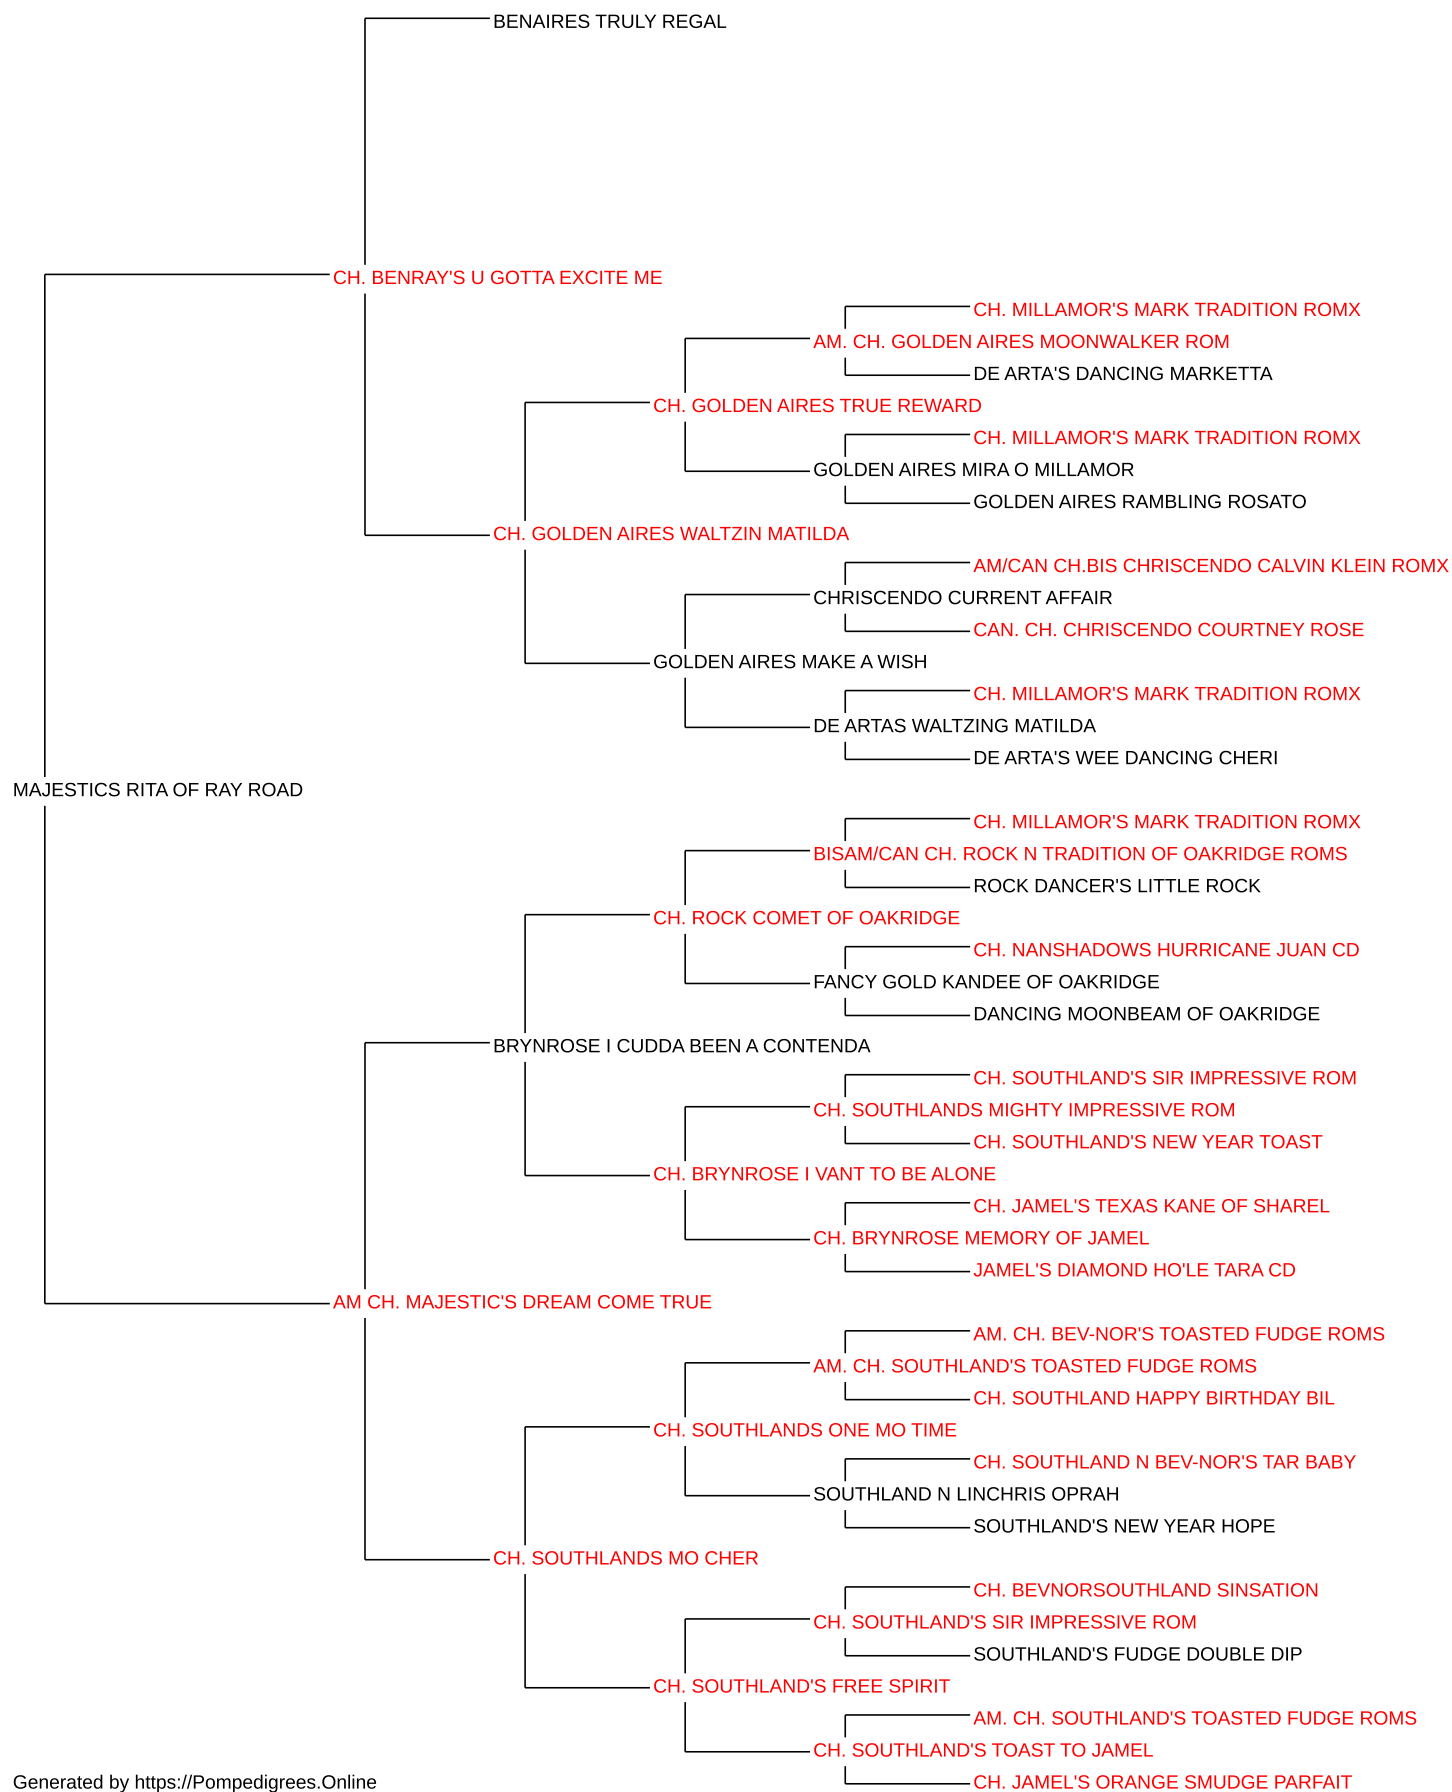 BENAIRES TRULY REGAL
CH. BENRAY'S U GOTTA EXCITE ME
CH. MILLAMOR'S MARK TRADITION ROMX
AM. CH. GOLDEN AIRES MOONWALKER ROM
DE ARTA'S DANCING MARKETTA
CH. GOLDEN AIRES TRUE REWARD
CH. MILLAMOR'S MARK TRADITION ROMX
GOLDEN AIRES MIRA O MILLAMOR
GOLDEN AIRES RAMBLING ROSATO
CH. GOLDEN AIRES WALTZIN MATILDA
AM/CAN CH.BIS CHRISCENDO CALVIN KLEIN ROMX
CHRISCENDO CURRENT AFFAIR
CAN. CH. CHRISCENDO COURTNEY ROSE
GOLDEN AIRES MAKE A WISH
CH. MILLAMOR'S MARK TRADITION ROMX
DE ARTAS WALTZING MATILDA
DE ARTA'S WEE DANCING CHERI
MAJESTICS RITA OF RAY ROAD
CH. MILLAMOR'S MARK TRADITION ROMX
BISAM/CAN CH. ROCK N TRADITION OF OAKRIDGE ROMS
ROCK DANCER'S LITTLE ROCK
CH. ROCK COMET OF OAKRIDGE
CH. NANSHADOWS HURRICANE JUAN CD
FANCY GOLD KANDEE OF OAKRIDGE
DANCING MOONBEAM OF OAKRIDGE
BRYNROSE I CUDDA BEEN A CONTENDA
CH. SOUTHLAND'S SIR IMPRESSIVE ROM
CH. SOUTHLANDS MIGHTY IMPRESSIVE ROM
CH. SOUTHLAND'S NEW YEAR TOAST
CH. BRYNROSE I VANT TO BE ALONE
CH. JAMEL'S TEXAS KANE OF SHAREL
CH. BRYNROSE MEMORY OF JAMEL
JAMEL'S DIAMOND HO'LE TARA CD
AM CH. MAJESTIC'S DREAM COME TRUE
AM. CH. BEV-NOR'S TOASTED FUDGE ROMS
AM. CH. SOUTHLAND'S TOASTED FUDGE ROMS
CH. SOUTHLAND HAPPY BIRTHDAY BIL
CH. SOUTHLANDS ONE MO TIME
CH. SOUTHLAND N BEV-NOR'S TAR BABY
SOUTHLAND N LINCHRIS OPRAH
SOUTHLAND'S NEW YEAR HOPE
CH. SOUTHLANDS MO CHER
CH. BEVNORSOUTHLAND SINSATION
CH. SOUTHLAND'S SIR IMPRESSIVE ROM
SOUTHLAND'S FUDGE DOUBLE DIP
CH. SOUTHLAND'S FREE SPIRIT
AM. CH. SOUTHLAND'S TOASTED FUDGE ROMS
CH. SOUTHLAND'S TOAST TO JAMEL
CH. JAMEL'S ORANGE SMUDGE PARFAIT
Generated by https://Pompedigrees.Online